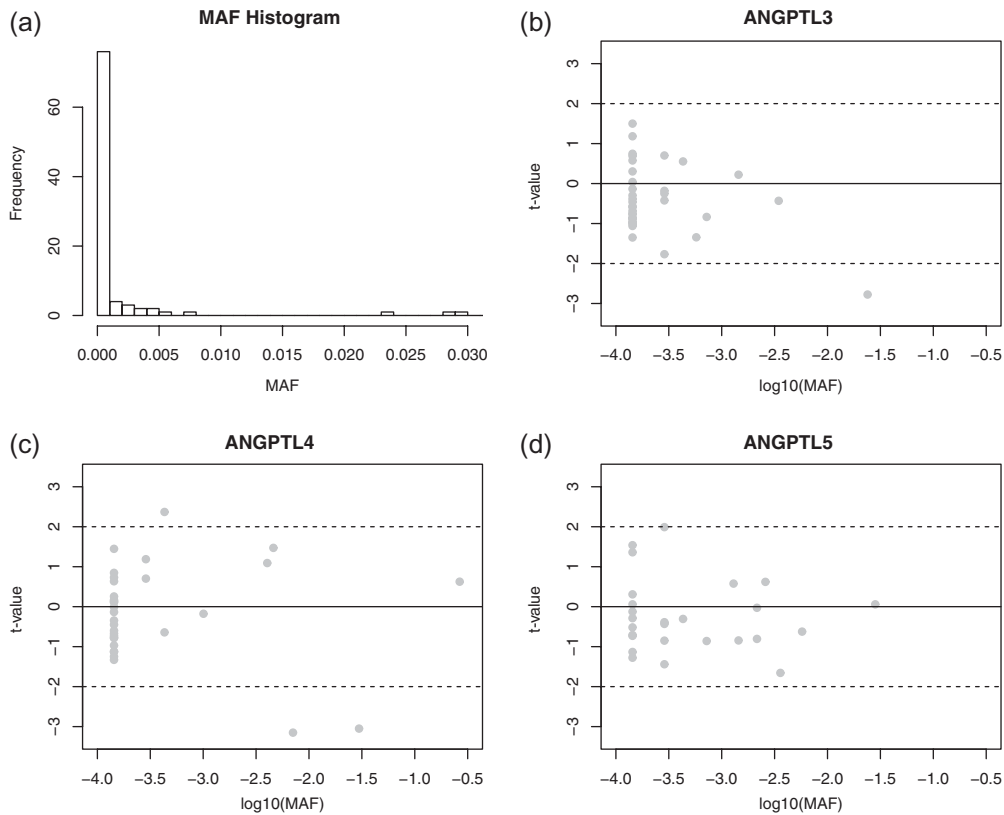 (a)
MAF Histogram
Frequency
0 20 40 60
0.000 0.005 0.010 0.015 0.020 0.025 0.030
MAF
(b)
ANGPTL3
t-value
−3 −2 −1 0 1 2 3
−4.0 −3.5 −3.0 −2.5 −2.0 −1.5 −1.0 −0.5
log10(MAF)
(c)
ANGPTL4
t-value
−3 −2 −1 0 1 2 3
−4.0 −3.5 −3.0 −2.5 −2.0 −1.5 −1.0 −0.5
log10(MAF)
(d)
ANGPTL5
t-value
−3 −2 −1 0 1 2 3
−4.0 −3.5 −3.0 −2.5 −2.0 −1.5 −1.0 −0.5
log10(MAF)